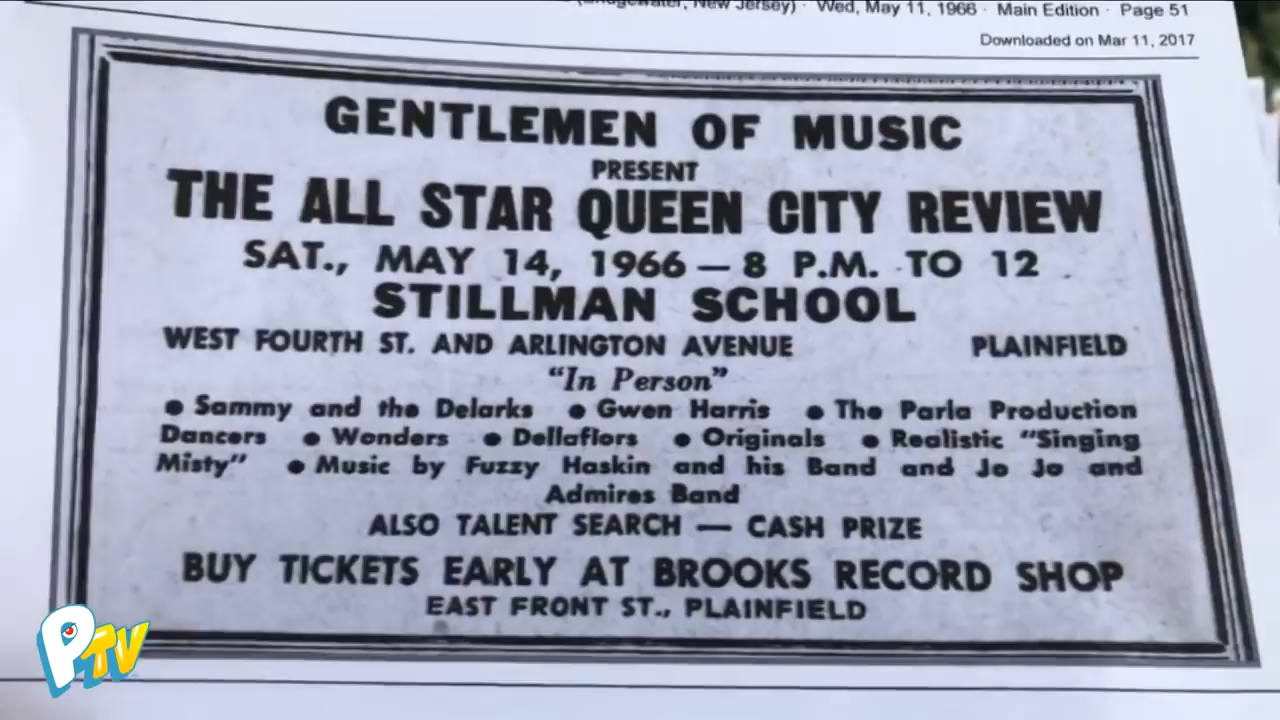 (Bridgewater, New Jersey) · Wed, May 11, 1966 · Main Edition · Page 51
Downloaded on Mar 11, 2017
GENTLEMEN OF MUSIC
PRESENT
THE ALL STAR QUEEN CITY REVIEW
SAT., MAY 14, 1966 — 8 P.M. TO 12
STILLMAN SCHOOL
WEST FOURTH ST. AND ARLINGTON AVENUE PLAINFIELD
"In Person"
• Sammy and the Delarks • Gwen Harris • The Parla Production
Dancers • Wonders • Dellaflors • Originals • Realistic "Singing
Misty" • Music by Fuzzy Haskin and his Band and Jo Jo and
Admires Band
ALSO TALENT SEARCH — CASH PRIZE
BUY TICKETS EARLY AT BROOKS RECORD SHOP
EAST FRONT ST., PLAINFIELD
PTV